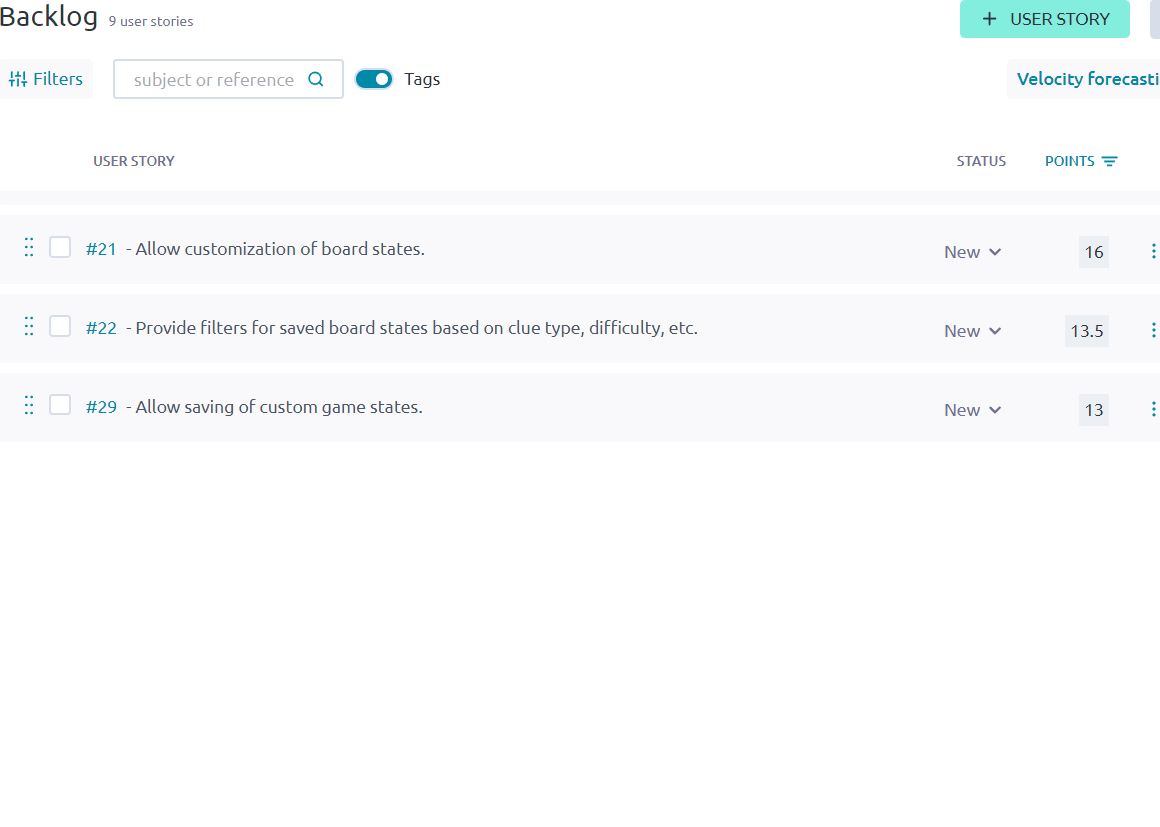 Backlog 9 user stories
+ USER STORY
Filters subject or reference Tags Velocity forecasti
USER STORY STATUS POINTS
#21 - Allow customization of board states. New 16
#22 - Provide filters for saved board states based on clue type, difficulty, etc. New 13.5
#29 - Allow saving of custom game states. New 13